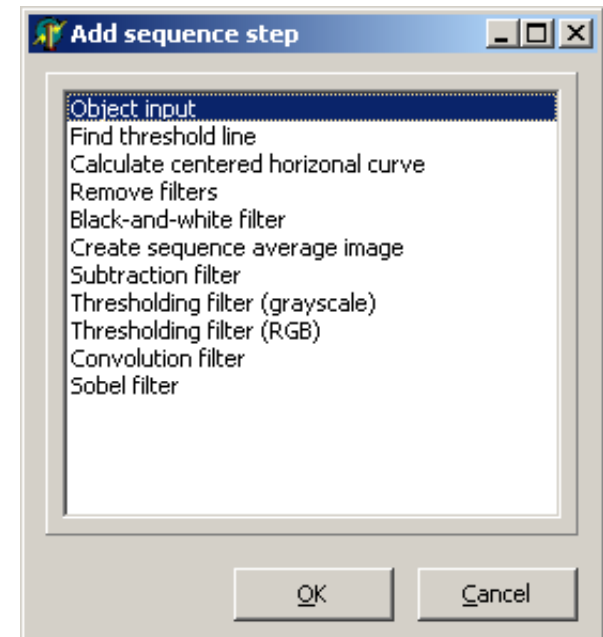 Add sequence step
Object input
Find threshold line
Calculate centered horizonal curve
Remove filters
Black-and-white filter
Create sequence average image
Subtraction filter
Thresholding filter (grayscale)
Thresholding filter (RGB)
Convolution filter
Sobel filter
OK Cancel